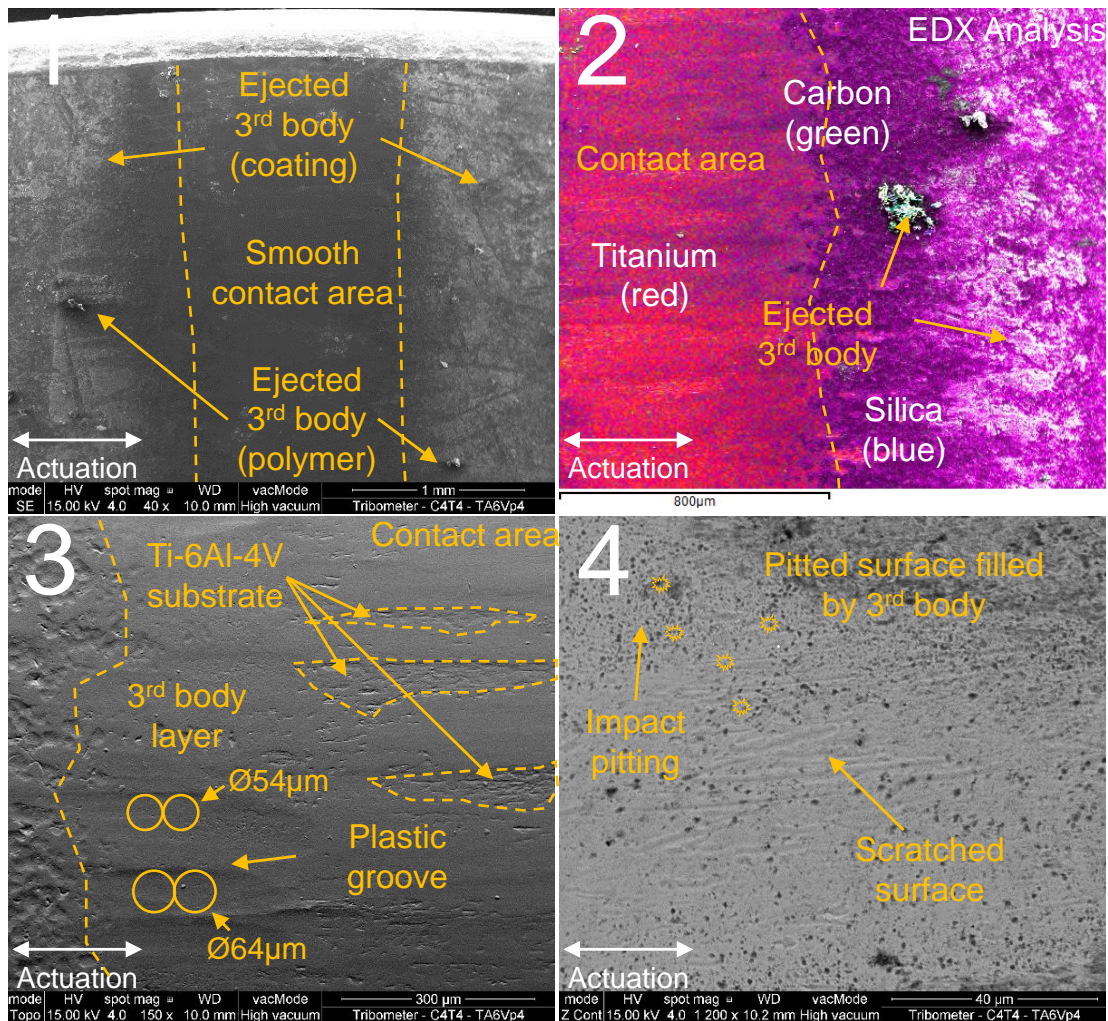 1
Ejected
3rd body
(coating)
Smooth
contact area
Ejected
3rd body
(polymer)
Actuation
mode HV spot mag WD vacMode 1 mm
SE 15.00 kV 4.0 40 x 10.0 mm High vacuum Tribometer - C4T4 - TA6Vp4
2
EDX Analysis
Carbon
(green)
Contact area
Titanium
(red)
Ejected
3rd body
Silica
(blue)
Actuation
800µm
3
Contact area
Ti-6Al-4V
substrate
3rd body
layer
Ø54µm
Plastic
groove
Ø64µm
Actuation
mode HV spot mag WD vacMode 300 µm
Topo 15.00 kV 4.0 150 x 10.0 mm High vacuum Tribometer - C4T4 - TA6Vp4
4
Pitted surface filled
by 3rd body
Impact
pitting
Scratched
surface
Actuation
mode HV spot mag WD vacMode 40 µm
Z Cont 15.00 kV 4.0 1 200 x 10.2 mm High vacuum Tribometer - C4T4 - TA6Vp4